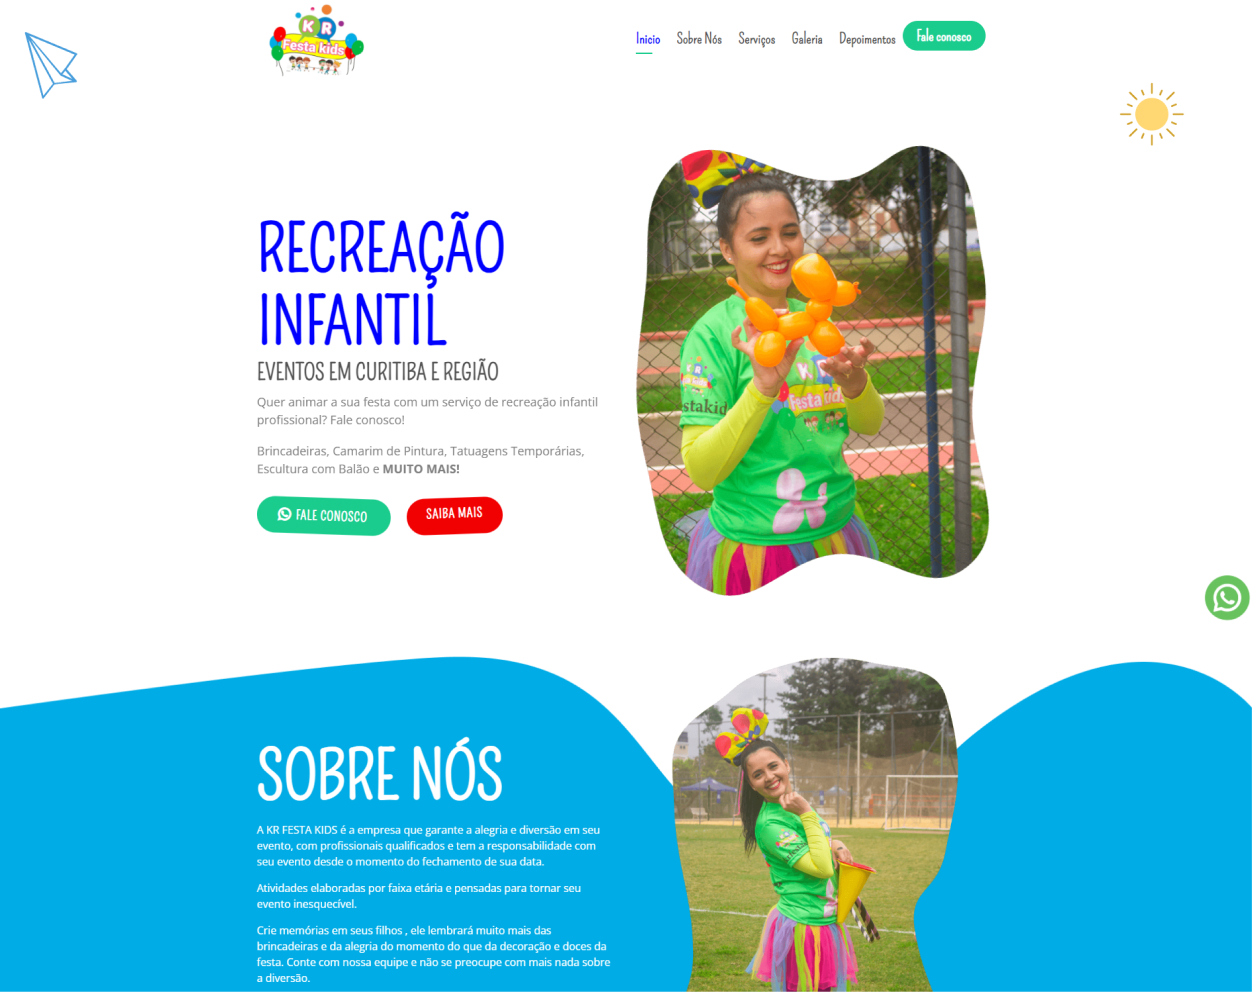 KR
Festa kids
Inicio
Sobre Nós
Serviços
Galeria
Depoimentos
Fale conosco
RECREAÇÃO
INFANTIL
EVENTOS EM CURITIBA E REGIÃO
Quer animar a sua festa com um serviço de recreação infantil
profissional? Fale conosco!
Brincadeiras, Camarim de Pintura, Tatuagens Temporárias,
Escultura com Balão e MUITO MAIS!
FALE CONOSCO
SAIBA MAIS
stakid
KR
festa kid
SOBRE NÓS
A KR FESTA KIDS é a empresa que garante a alegria e diversão em seu
evento, com profissionais qualificados e tem a responsabilidade com
seu evento desde o momento do fechamento de sua data.
Atividades elaboradas por faixa etária e pensadas para tornar seu
evento inesquecível.
Crie memórias em seus filhos , ele lembrará muito mais das
brincadeiras e da alegria do momento do que da decoração e doces da
festa. Conte com nossa equipe e não se preocupe com mais nada sobre
a diversão.